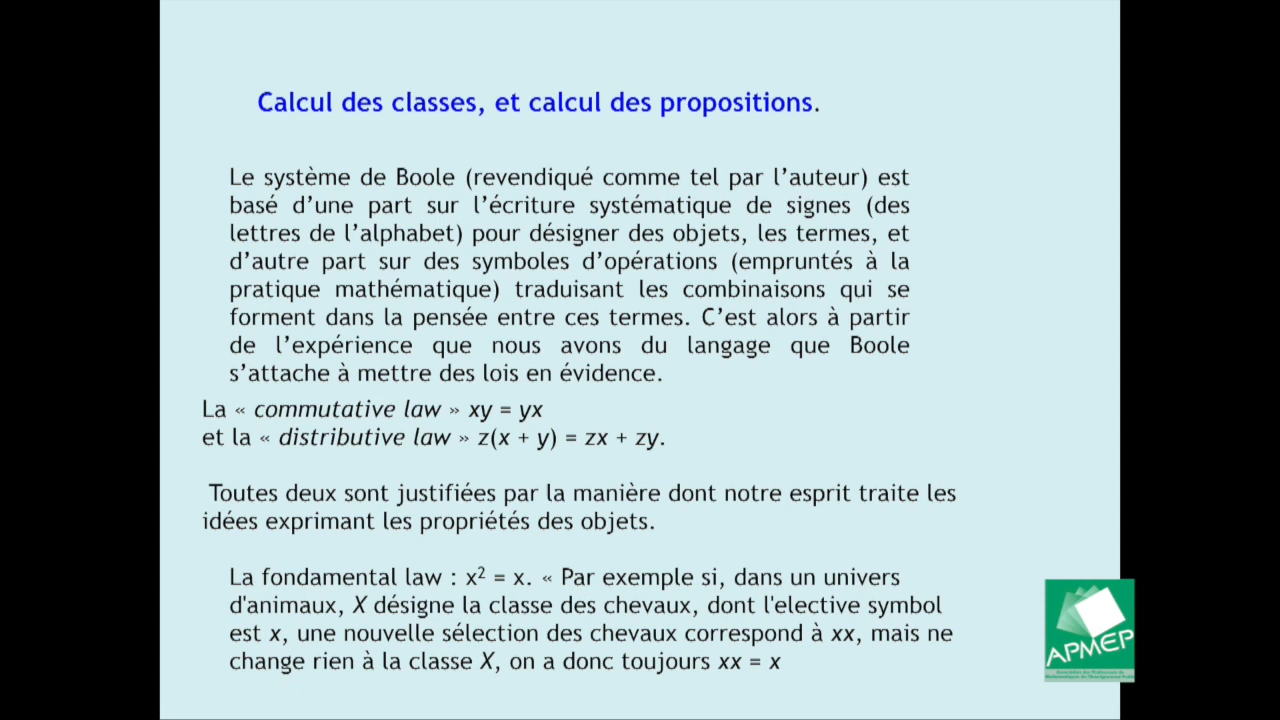 Calcul des classes, et calcul des propositions.
Le système de Boole (revendiqué comme tel par l’auteur) est
basé d’une part sur l’écriture systématique de signes (des
lettres de l’alphabet) pour désigner des objets, les termes, et
d’autre part sur des symboles d’opérations (empruntés à la
pratique mathématique) traduisant les combinaisons qui se
forment dans la pensée entre ces termes. C’est alors à partir
de l’expérience que nous avons du langage que Boole
s’attache à mettre des lois en évidence.
La « commutative law » xy = yx
et la « distributive law » z(x + y) = zx + zy.
Toutes deux sont justifiées par la manière dont notre esprit traite les
idées exprimant les propriétés des objets.
La fondamental law : x² = x. « Par exemple si, dans un univers
d'animaux, X désigne la classe des chevaux, dont l'elective symbol
est x, une nouvelle sélection des chevaux correspond à xx, mais ne
change rien à la classe X, on a donc toujours xx = x
APMEP